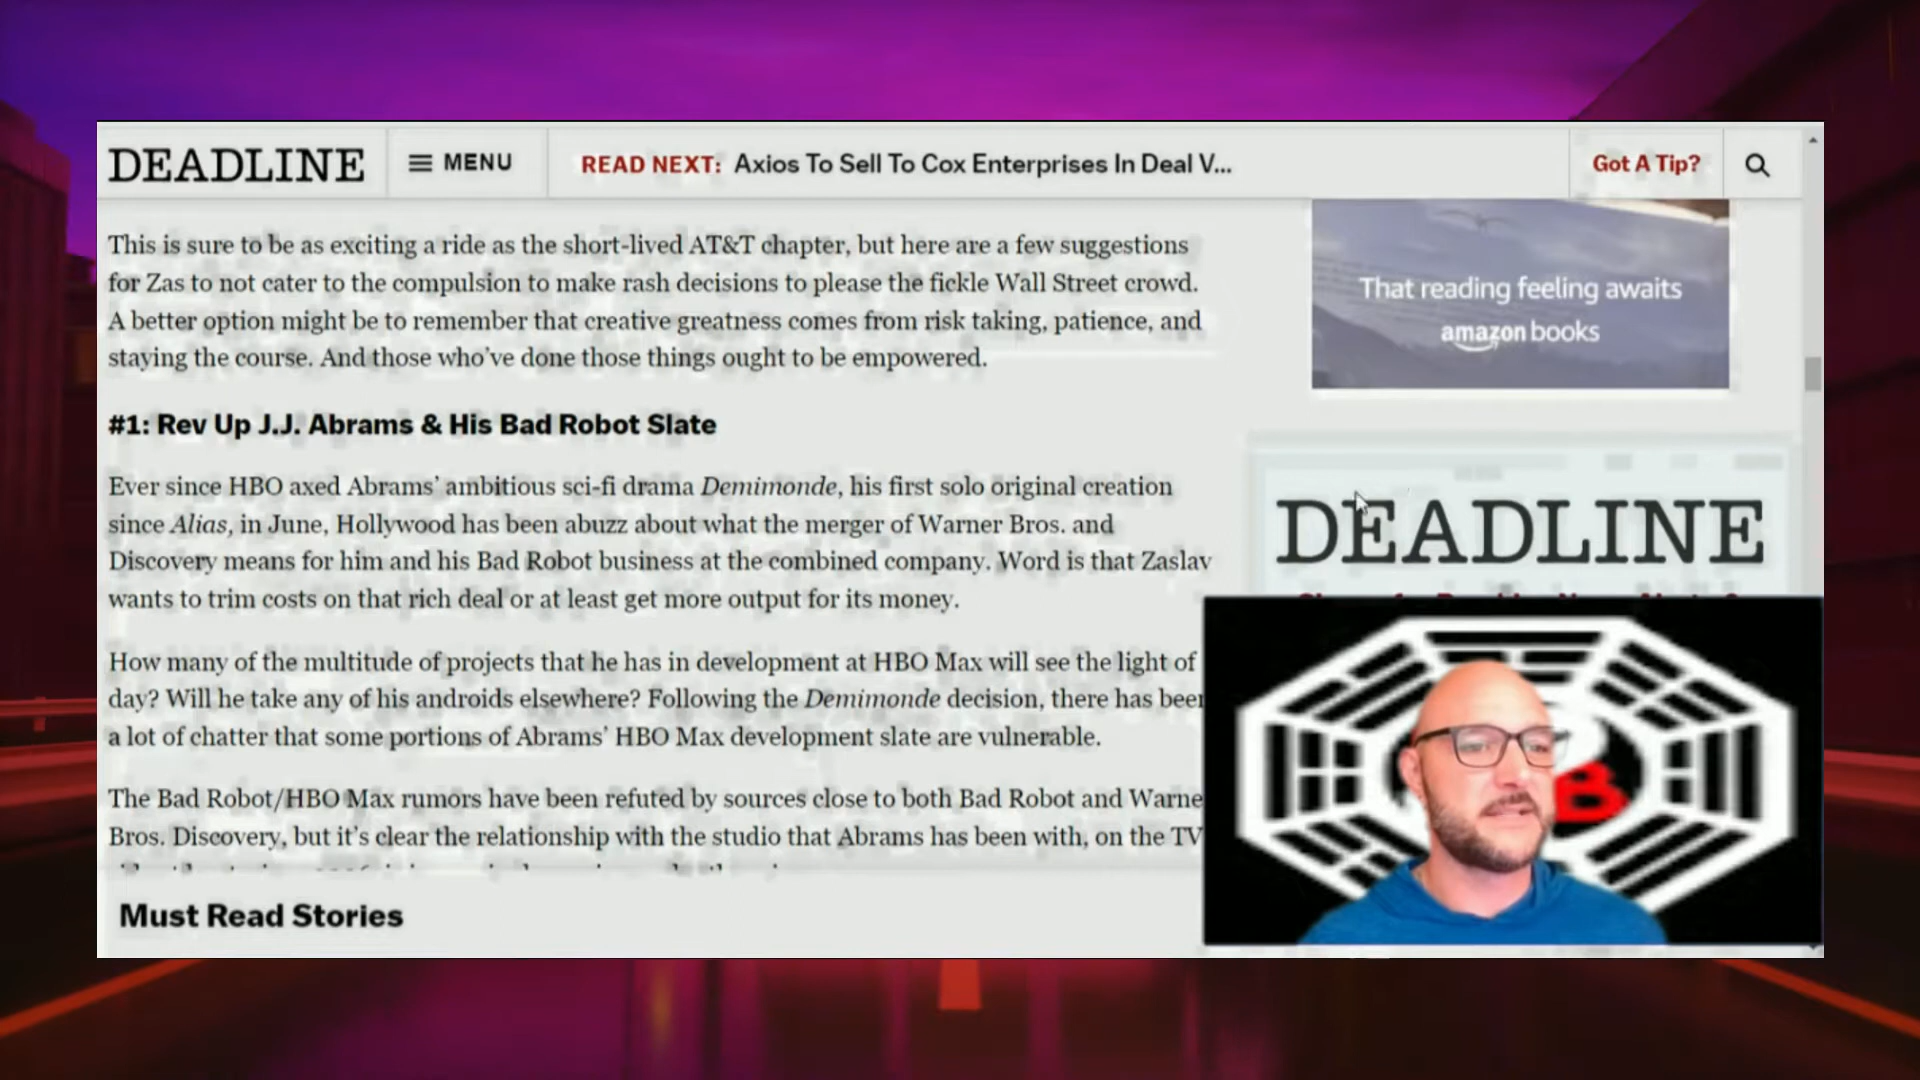 DEADLINE
MENU
READ NEXT: Axios To Sell To Cox Enterprises In Deal V...
Got A Tip?
This is sure to be as exciting a ride as the short-lived AT&T chapter, but here are a few suggestions
for Zas to not cater to the compulsion to make rash decisions to please the fickle Wall Street crowd.
A better option might be to remember that creative greatness comes from risk taking, patience, and
staying the course. And those who’ve done those things ought to be empowered.
#1: Rev Up J.J. Abrams & His Bad Robot Slate
Ever since HBO axed Abrams’ ambitious sci-fi drama Demimonde, his first solo original creation
since Alias, in June, Hollywood has been abuzz about what the merger of Warner Bros. and
Discovery means for him and his Bad Robot business at the combined company. Word is that Zaslav
wants to trim costs on that rich deal or at least get more output for its money.
How many of the multitude of projects that he has in development at HBO Max will see the light of
day? Will he take any of his androids elsewhere? Following the Demimonde decision, there has been
a lot of chatter that some portions of Abrams’ HBO Max development slate are vulnerable.
The Bad Robot/HBO Max rumors have been refuted by sources close to both Bad Robot and Warne
Bros. Discovery, but it’s clear the relationship with the studio that Abrams has been with, on the TV
Must Read Stories
That reading feeling awaits
amazon books
DEADLINE
B